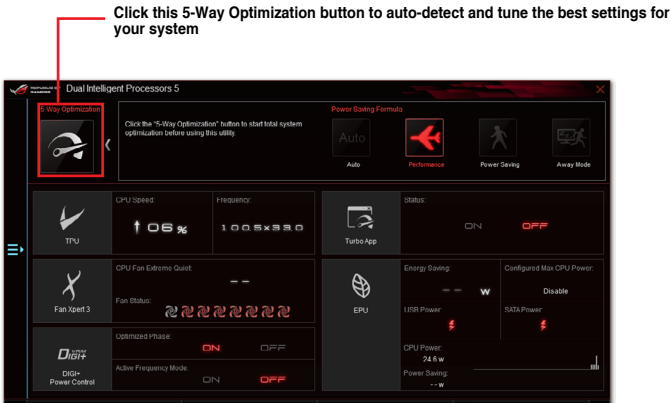 Click this 5-Way Optimization button to auto-detect and tune the best settings for
your system
REPUBLIC OF
GAMERS
Dual Intelligent Processors 5
5-Way Optimization
Click the "5-Way Optimization" button to start total system
optimization before using this utility.
Power Saving Formula
Auto
Auto
Performance
Power Saving
Away Mode
TPU
CPU Speed:
06 %
Frequency:
100.5x33.0
Turbo App
Status:
ON OFF
Fan Xpert 3
CPU Fan Extreme Quiet:
--
Fan Status:
EPU
Energy Saving:
-- w
Configured Max CPU Power:
Disable
USB Power:
SATA Power:
CPU Power:
24.6 w
Power Saving:
-- w
DIGI+
DIGI+
Power Control
Optimized Phase:
ON OFF
Active Frequency Mode:
ON OFF